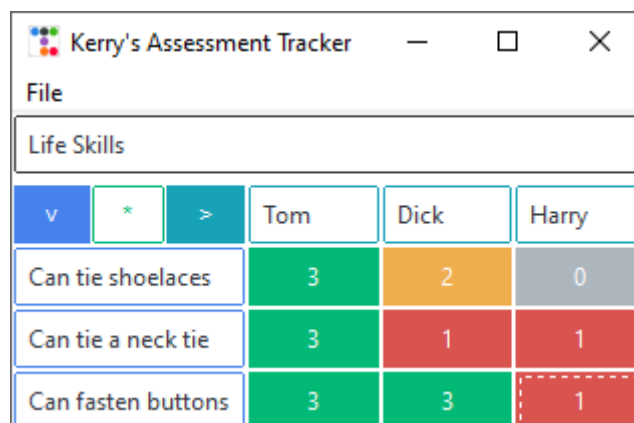 Kerry's Assessment Tracker
File
Life Skills
v * > Tom Dick Harry
Can tie shoelaces 3 2 0
Can tie a neck tie 3 1 1
Can fasten buttons 3 3 1